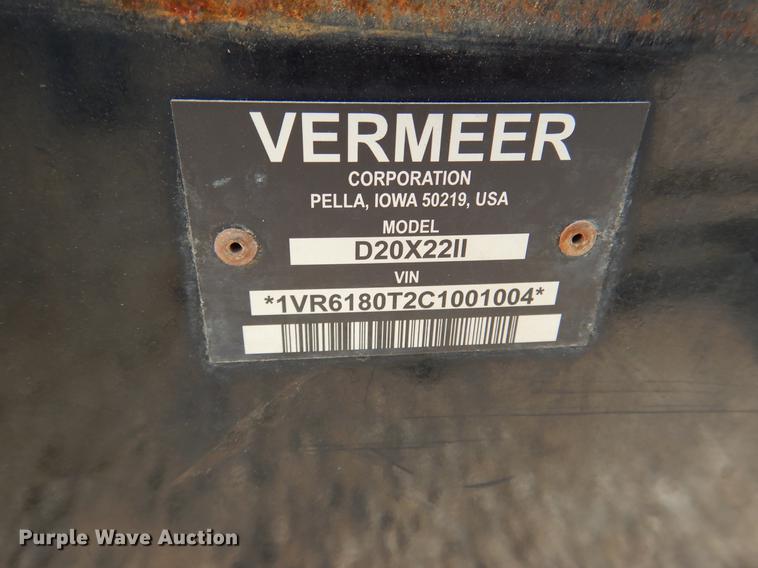 VERMEER
CORPORATION
PELLA, IOWA 50219, USA
MODEL
D20X22II
VIN
*1VR6180T2C1001004*
Purple Wave Auction